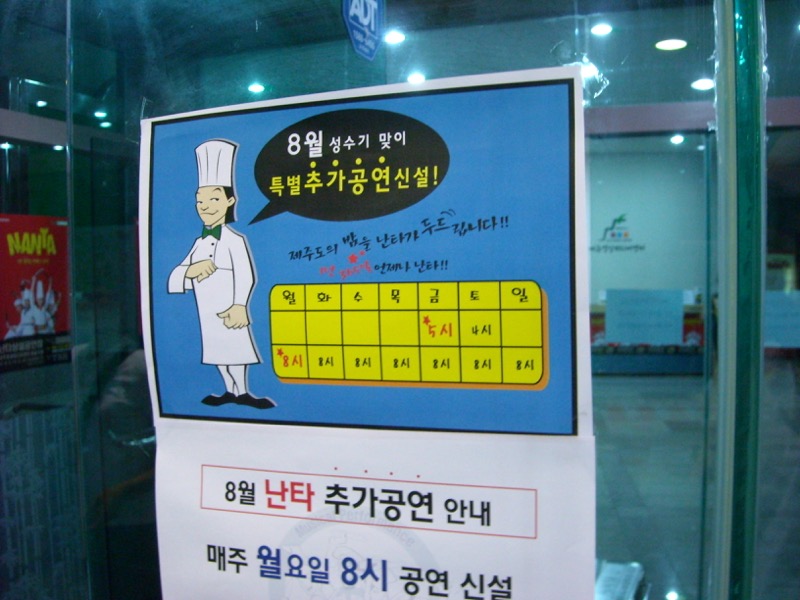 ADT
8월 성수기 맞이
특별 추가공연신설!
제주도의 밤을 난타가 두드립니다!!
언제나 난타!!
월 화 수 목 금 토 일
5시 4시
8시 8시 8시 8시 8시 8시 8시
NANTA
8월 난타 추가공연 안내
매주 월요일 8시 공연 신설